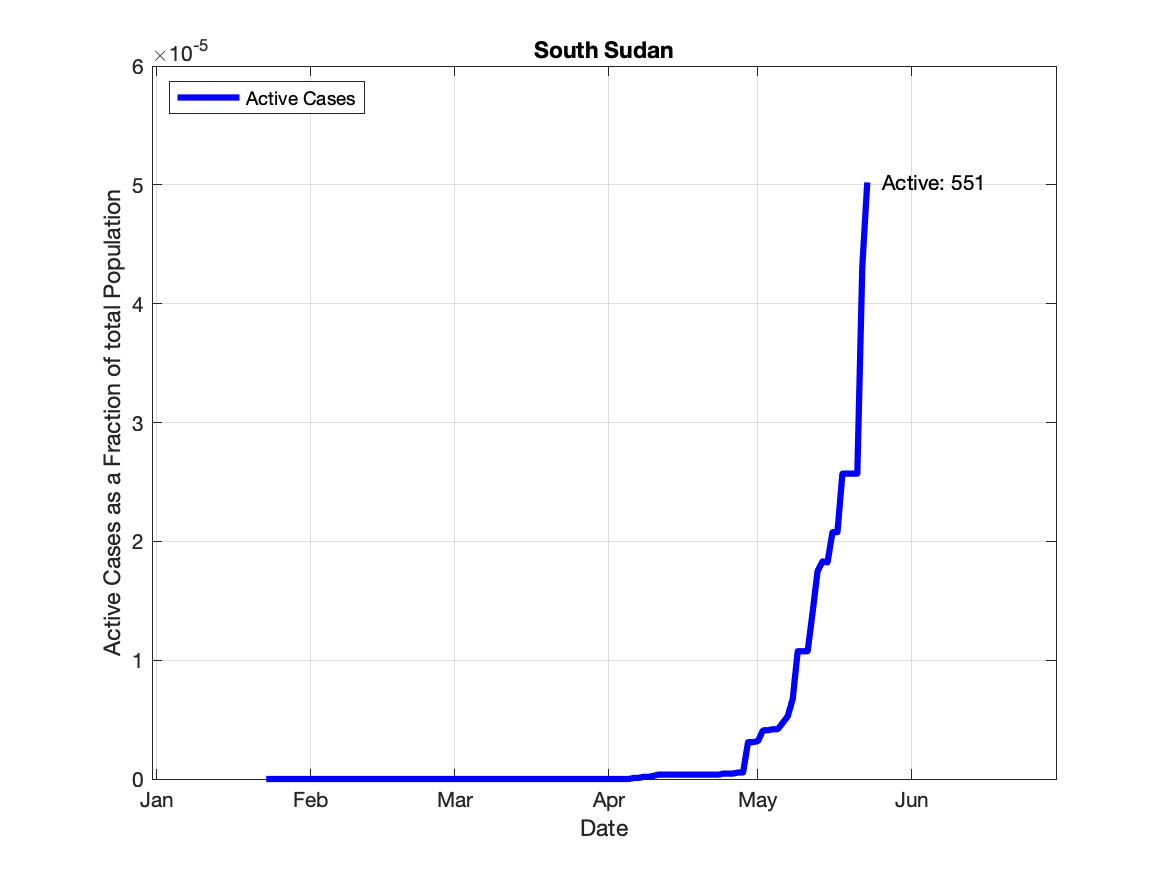 South Sudan
×10-5
Active Cases
6
5
4
3
2
1
0
Active: 551
Active Cases as a Fraction of total Population
Jan Feb Mar Apr May Jun
Date